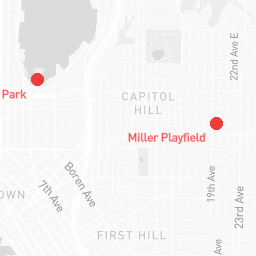 22nd Ave E
Park
CAPITOL
HILL
Miller Playfield
Boren Ave
7th Ave
19th Ave
23rd Ave
OWN
FIRST HILL